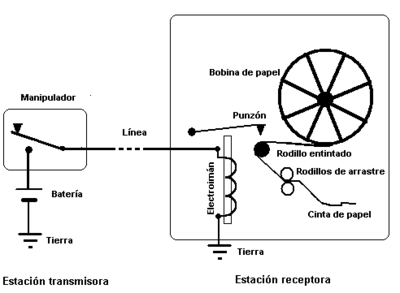 Bobina de papel
Manipulador
Punzón
Línea
Rodillo entintado
Electroimán
Rodillos de arrastre
Batería
Cinta de papel
Tierra
Tierra
Estación transmisora
Estación receptora